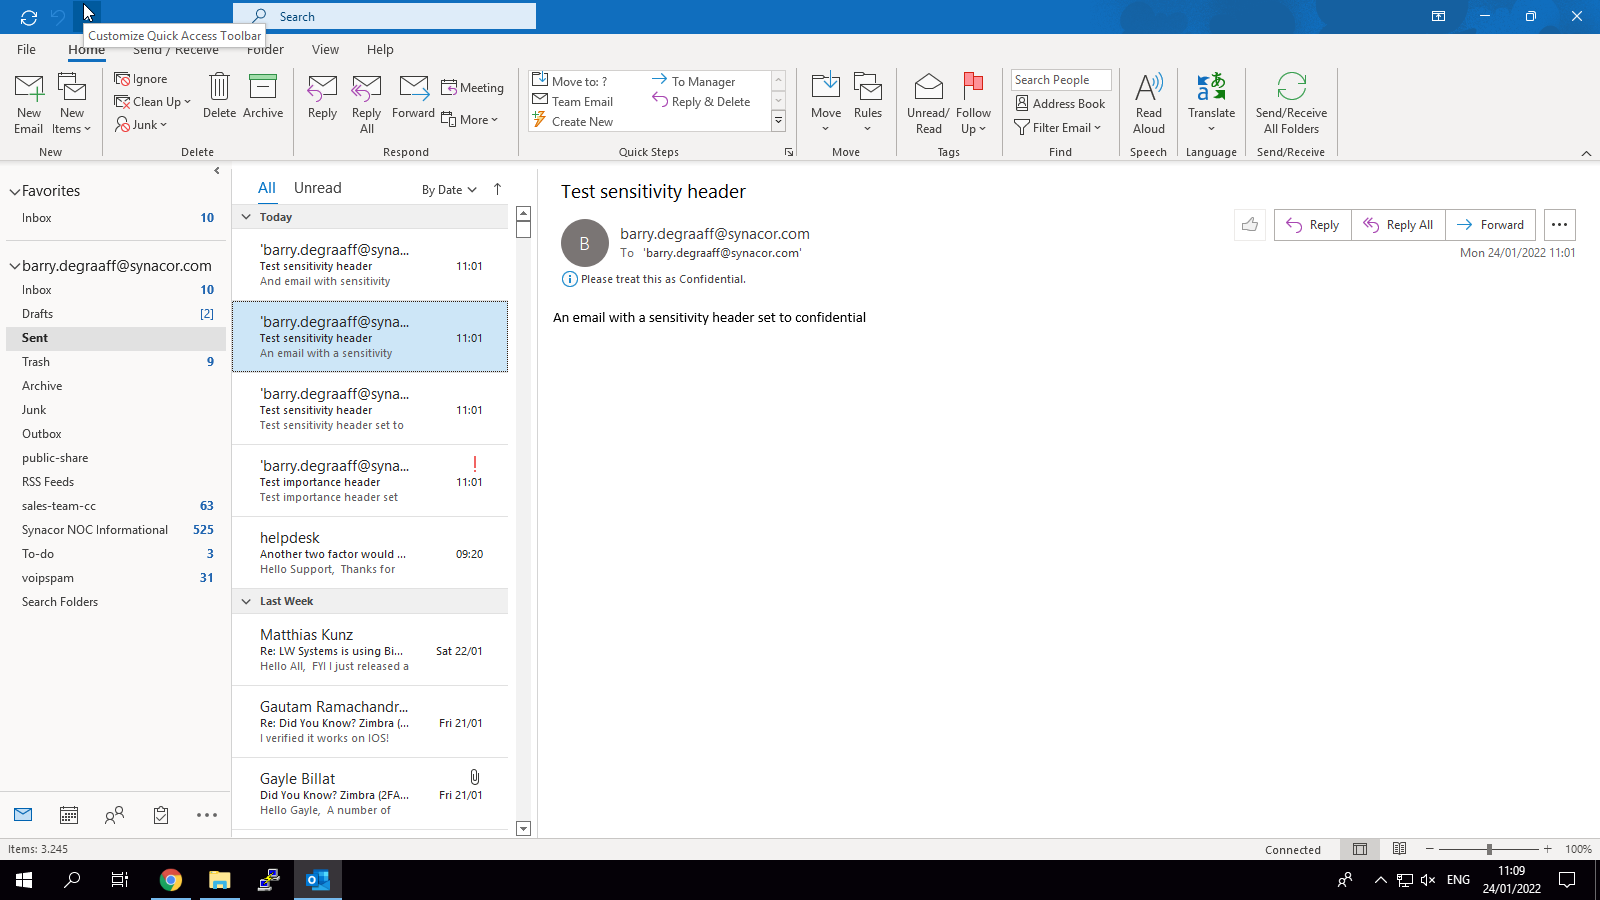 Search
Customize Quick Access Toolbar
File
Home
Send / Receive
Folder
View
Help
New Email
New Items
Ignore
Clean Up
Junk
Delete
Archive
Reply
Reply All
Forward
Meeting
More
Move to: ?
Team Email
Create New
To Manager
Reply & Delete
Move
Rules
Unread/ Read
Follow Up
Search People
Address Book
Filter Email
Read Aloud
Translate
Send/Receive All Folders
New
Delete
Respond
Quick Steps
Move
Tags
Find
Speech
Language
Send/Receive
Favorites
Inbox 10
barry.degraaff@synacor.com
Inbox 10
Drafts [2]
Sent
Trash 9
Archive
Junk
Outbox
public-share
RSS Feeds
sales-team-cc 63
Synacor NOC Informational 525
To-do 3
voipspam 31
Search Folders
All Unread By Date
Today
'barry.degraaff@syna...
Test sensitivity header 11:01
And email with sensitivity
'barry.degraaff@syna...
Test sensitivity header 11:01
An email with a sensitivity
'barry.degraaff@syna...
Test sensitivity header 11:01
Test sensitivity header set to
'barry.degraaff@syna...
Test importance header 11:01
Test importance header set
helpdesk
Another two factor would ... 09:20
Hello Support, Thanks for
Last Week
Matthias Kunz
Re: LW Systems is using Bi... Sat 22/01
Hello All, FYI I just released a
Gautam Ramachandr...
Re: Did You Know? Zimbra (... Fri 21/01
I verified it works on IOS!
Gayle Billat
Did You Know? Zimbra (2FA... Fri 21/01
Hello Gayle, A number of
Test sensitivity header
B
barry.degraaff@synacor.com
To 'barry.degraaff@synacor.com'
Please treat this as Confidential.
Reply
Reply All
Forward
Mon 24/01/2022 11:01
An email with a sensitivity header set to confidential
Items: 3.245
Connected
100%
ENG
11:09
24/01/2022